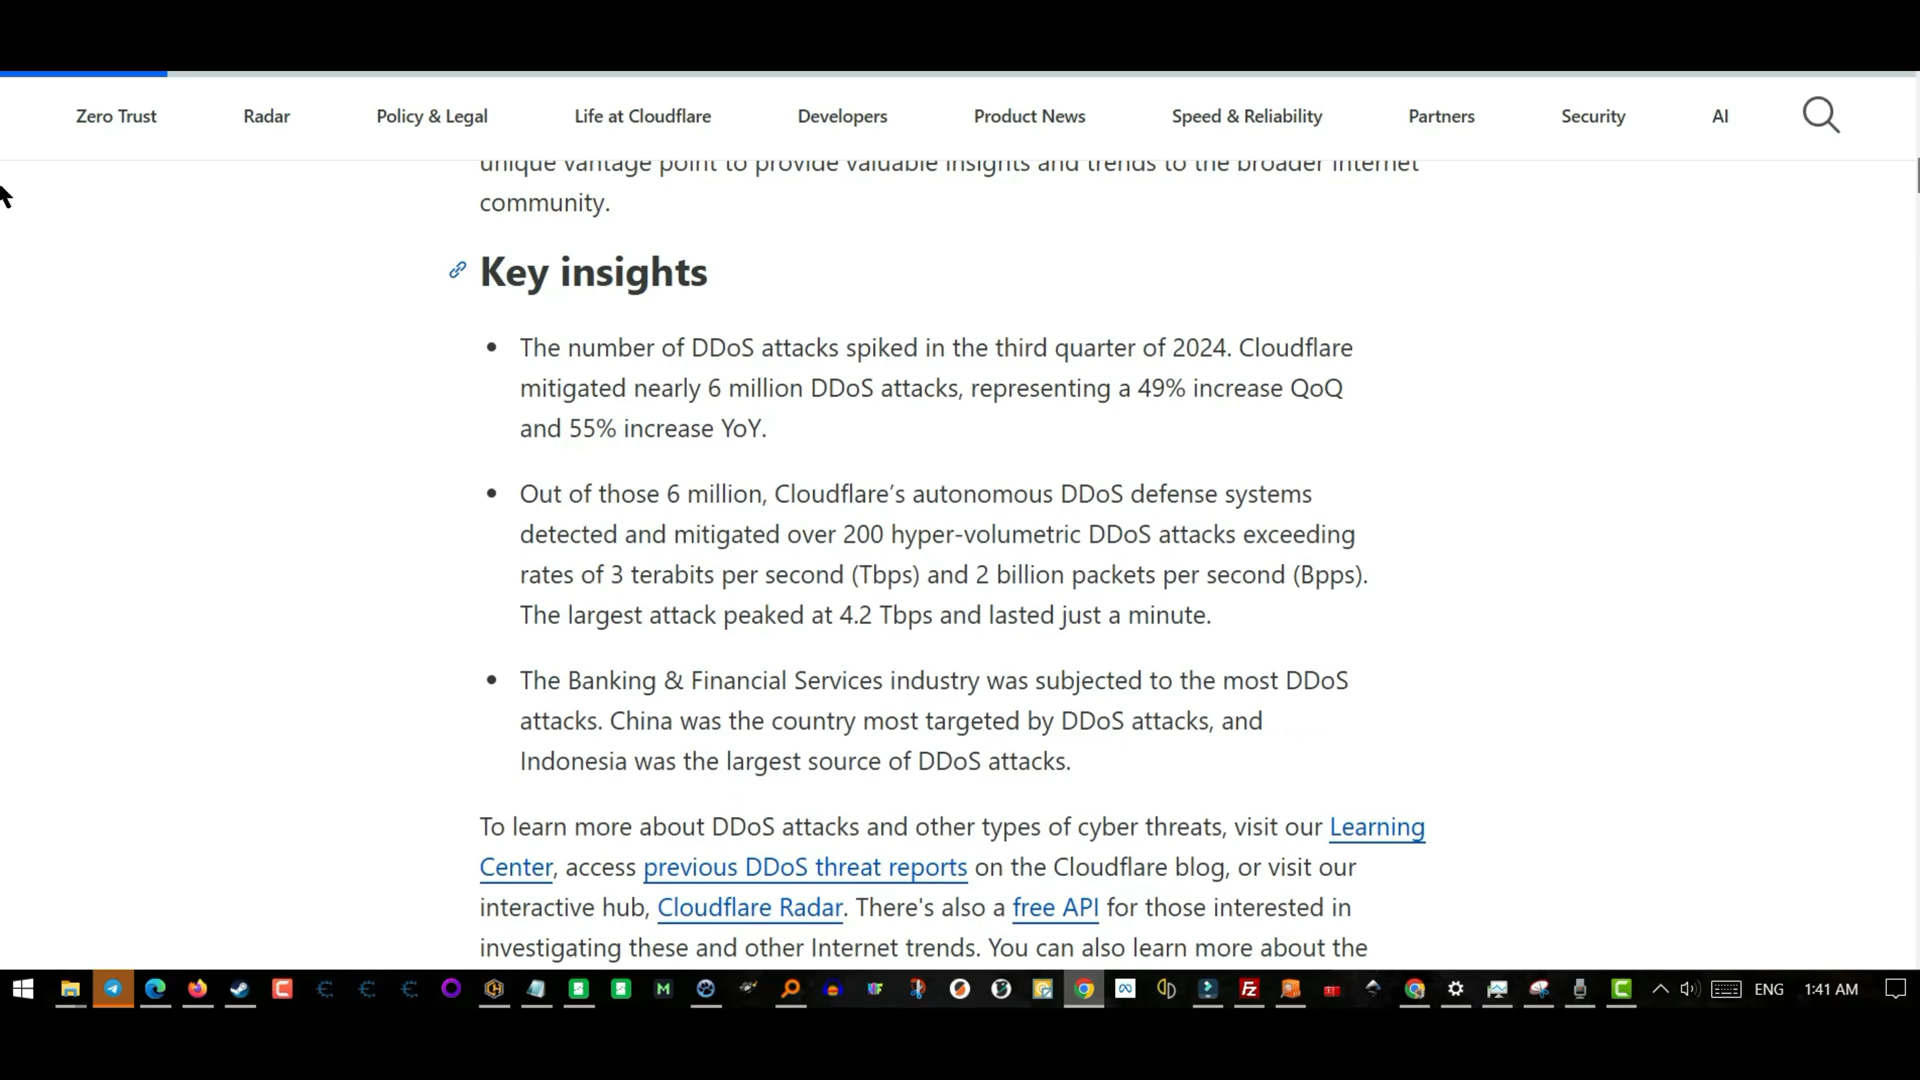 Zero Trust Radar Policy & Legal Life at Cloudflare Developers Product News Speed & Reliability Partners Security AI
unique vantage point to provide valuable insights and trends to the broader Internet
community.
Key insights
The number of DDoS attacks spiked in the third quarter of 2024. Cloudflare
mitigated nearly 6 million DDoS attacks, representing a 49% increase QoQ
and 55% increase YoY.
Out of those 6 million, Cloudflare’s autonomous DDoS defense systems
detected and mitigated over 200 hyper-volumetric DDoS attacks exceeding
rates of 3 terabits per second (Tbps) and 2 billion packets per second (Bpps).
The largest attack peaked at 4.2 Tbps and lasted just a minute.
The Banking & Financial Services industry was subjected to the most DDoS
attacks. China was the country most targeted by DDoS attacks, and
Indonesia was the largest source of DDoS attacks.
To learn more about DDoS attacks and other types of cyber threats, visit our Learning
Center, access previous DDoS threat reports on the Cloudflare blog, or visit our
interactive hub, Cloudflare Radar. There's also a free API for those interested in
investigating these and other Internet trends. You can also learn more about the
ENG 1:41 AM